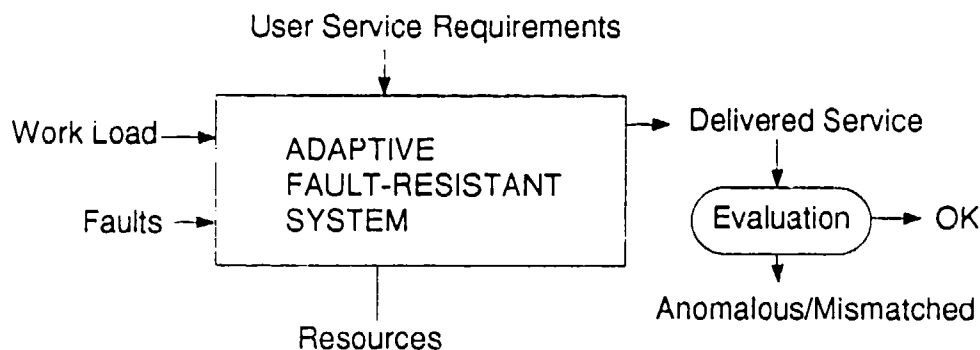 User Service Requirements
Work Load
Faults
ADAPTIVE
FAULT-RESISTANT
SYSTEM
Resources
Delivered Service
Evaluation
OK
Anomalous/Mismatched